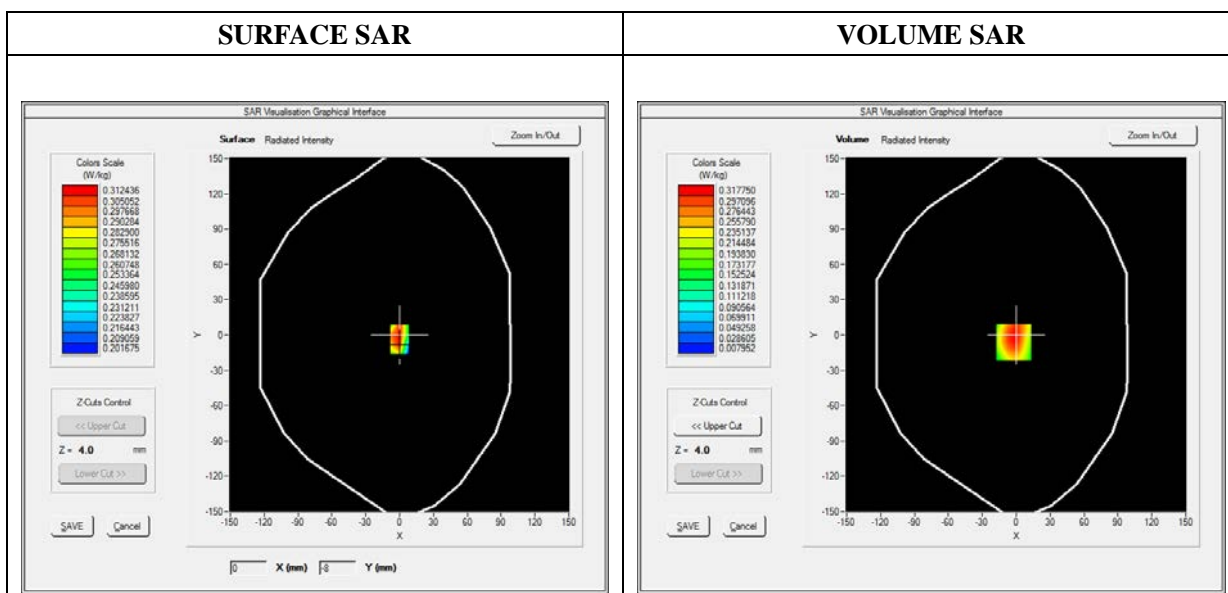 SURFACE SAR
VOLUME SAR
SAR Visualisation Graphical Interface
Surface Radiated Intensity
Zoom In/Out
Colors Scale
(W/kg)
0.312436
0.305052
0.297668
0.290284
0.282900
0.275516
0.268132
0.260748
0.253364
0.245980
0.238595
0.231211
0.223827
0.216443
0.209059
0.201675
Z-Cuts Control
<< Upper Cut
Z = 4.0 mm
Lower Cut >>
SAVE Cancel
150
120
90
60
30
0
-30
-60
-90
-120
-150
Y
-150 -120 -90 -60 -30 0 30 60 90 120 150
X
0 X (mm) -8 Y (mm)
SAR Visualisation Graphical Interface
Volume Radiated Intensity
Zoom In/Out
Colors Scale
(W/kg)
0.317750
0.297096
0.276443
0.255790
0.235137
0.214484
0.193830
0.173177
0.152524
0.131871
0.111218
0.090564
0.069911
0.049258
0.028605
0.007952
Z-Cuts Control
<< Upper Cut
Z = 4.0 mm
Lower Cut >>
SAVE Cancel
150
120
90
60
30
0
-30
-60
-90
-120
-150
Y
-150 -120 -90 -60 -30 0 30 60 90 120 150
X